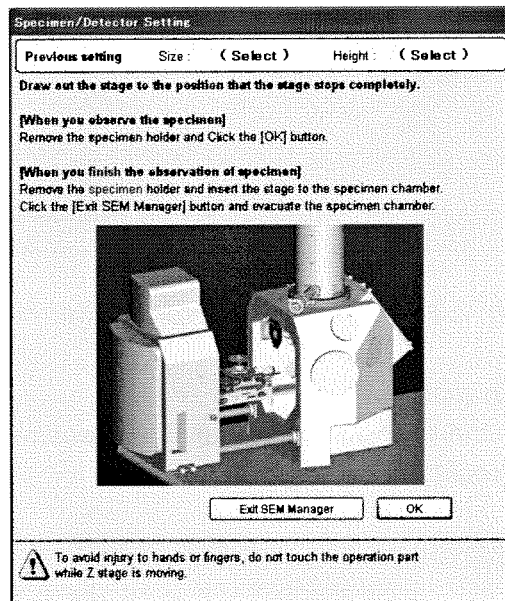 Specimen/Detector Setting
Previous setting Size : ( Select ) Height : ( Select )
Draw out the stage to the position that the stage stops completely.
[When you observe the specimen]
Remove the specimen holder and Click the [OK] button.
[When you finish the observation of specimen]
Remove the specimen holder and insert the stage to the specimen chamber.
Click the [Exit SEM Manager] button and evacuate the specimen chamber.
Exit SEM Manager OK
To avoid injury to hands or fingers, do not touch the operation part
while Z stage is moving.